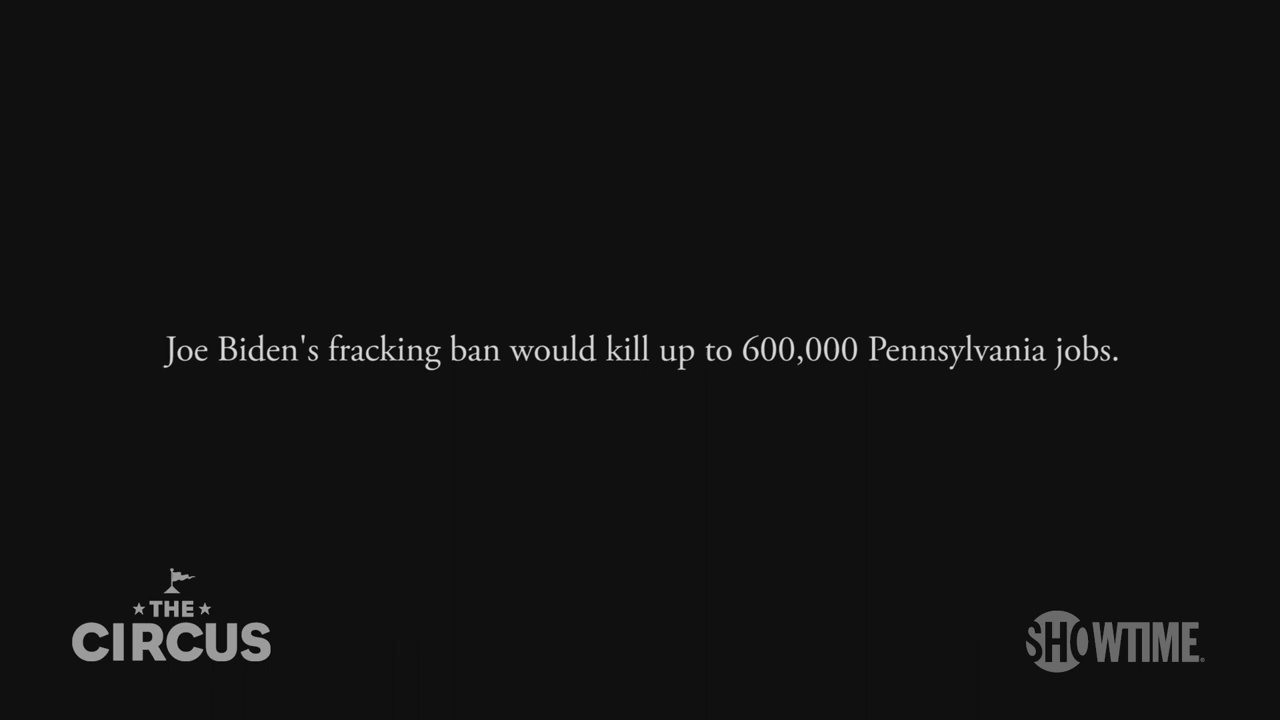 Joe Biden's fracking ban would kill up to 600,000 Pennsylvania jobs.
THE
CIRCUS
SHOWTIME